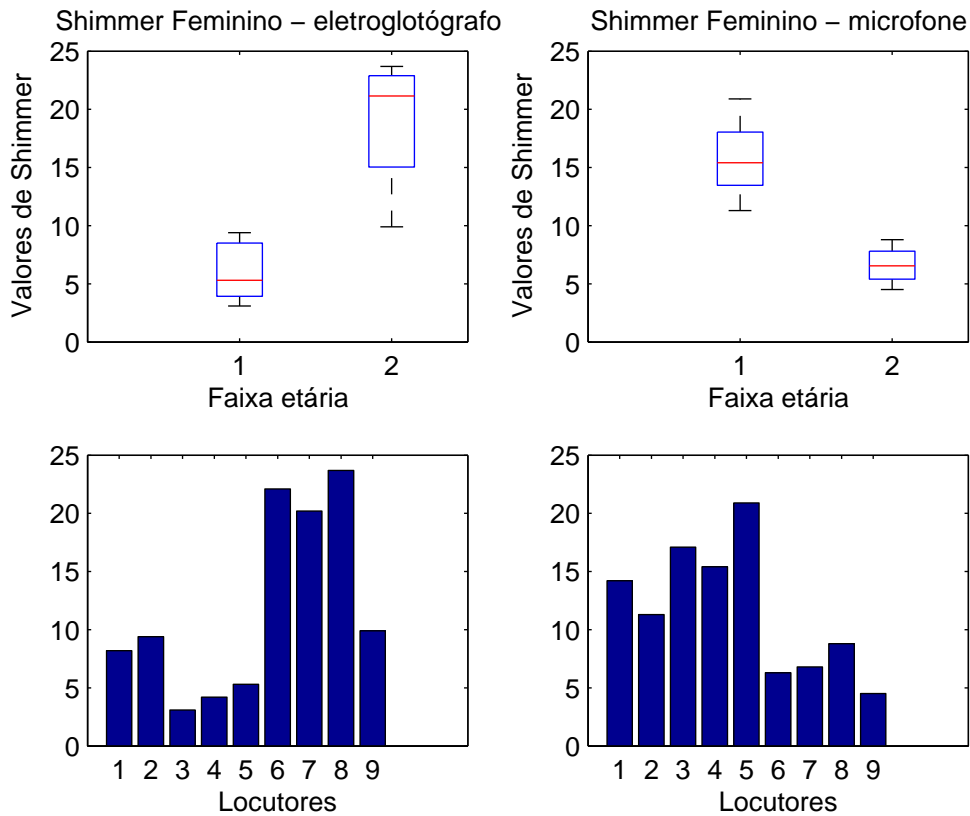 Shimmer Feminino − eletroglotógrafo
Valores de Shimmer
25
20
15
10
5
0
1 2
Faixa etária
Shimmer Feminino − microfone
Valores de Shimmer
25
20
15
10
5
0
1 2
Faixa etária
25
20
15
10
5
0
1 2 3 4 5 6 7 8 9
Locutores
25
20
15
10
5
0
1 2 3 4 5 6 7 8 9
Locutores